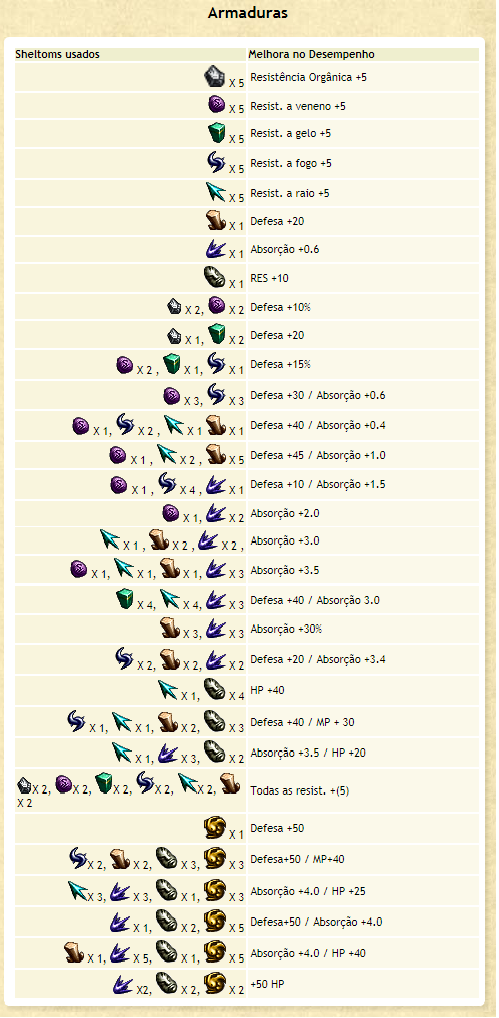 Armaduras
Sheltoms usados Melhora no Desempenho
X 5 Resistência Orgânica +5
X 5 Resist. a veneno +5
X 5 Resist. a gelo +5
X 5 Resist. a fogo +5
X 5 Resist. a raio +5
X 1 Defesa +20
X 1 Absorção +0.6
X 1 RES +10
X 2, X 2 Defesa +10%
X 1, X 2 Defesa +20
X 2 , X 1, X 1 Defesa +15%
X 3, X 3 Defesa +30 / Absorção +0.6
X 1, X 2 , X 1 X 1 Defesa +40 / Absorção +0.4
X 1 , X 2 , X 5 Defesa +45 / Absorção +1.0
X 1 , X 4 , X 1 Defesa +10 / Absorção +1.5
X 1, X 2 Absorção +2.0
X 1 , X 2 , X 2 , Absorção +3.0
X 1, X 1, X 1, X 3 Absorção +3.5
X 4, X 4, X 3 Defesa +40 / Absorção 3.0
X 3, X 3 Absorção +30%
X 2, X 2, X 2 Defesa +20 / Absorção +3.4
X 1, X 4 HP +40
X 1, X 1, X 2, X 3 Defesa +40 / MP + 30
X 1, X 3, X 2 Absorção +3.5 / HP +20
X 2, X 2, X 2, X 2, X 2, Todas as resist. +(5)
X 2
X 1 Defesa +50
X 2, X 2, X 3, X 3 Defesa+50 / MP+40
X 3, X 3, X 1, X 3 Absorção +4.0 / HP +25
X 1, X 2, X 5 Defesa+50 / Absorção +4.0
X 1, X 5, X 1, X 5 Absorção +4.0 / HP +40
X2, X 2, X 2 +50 HP